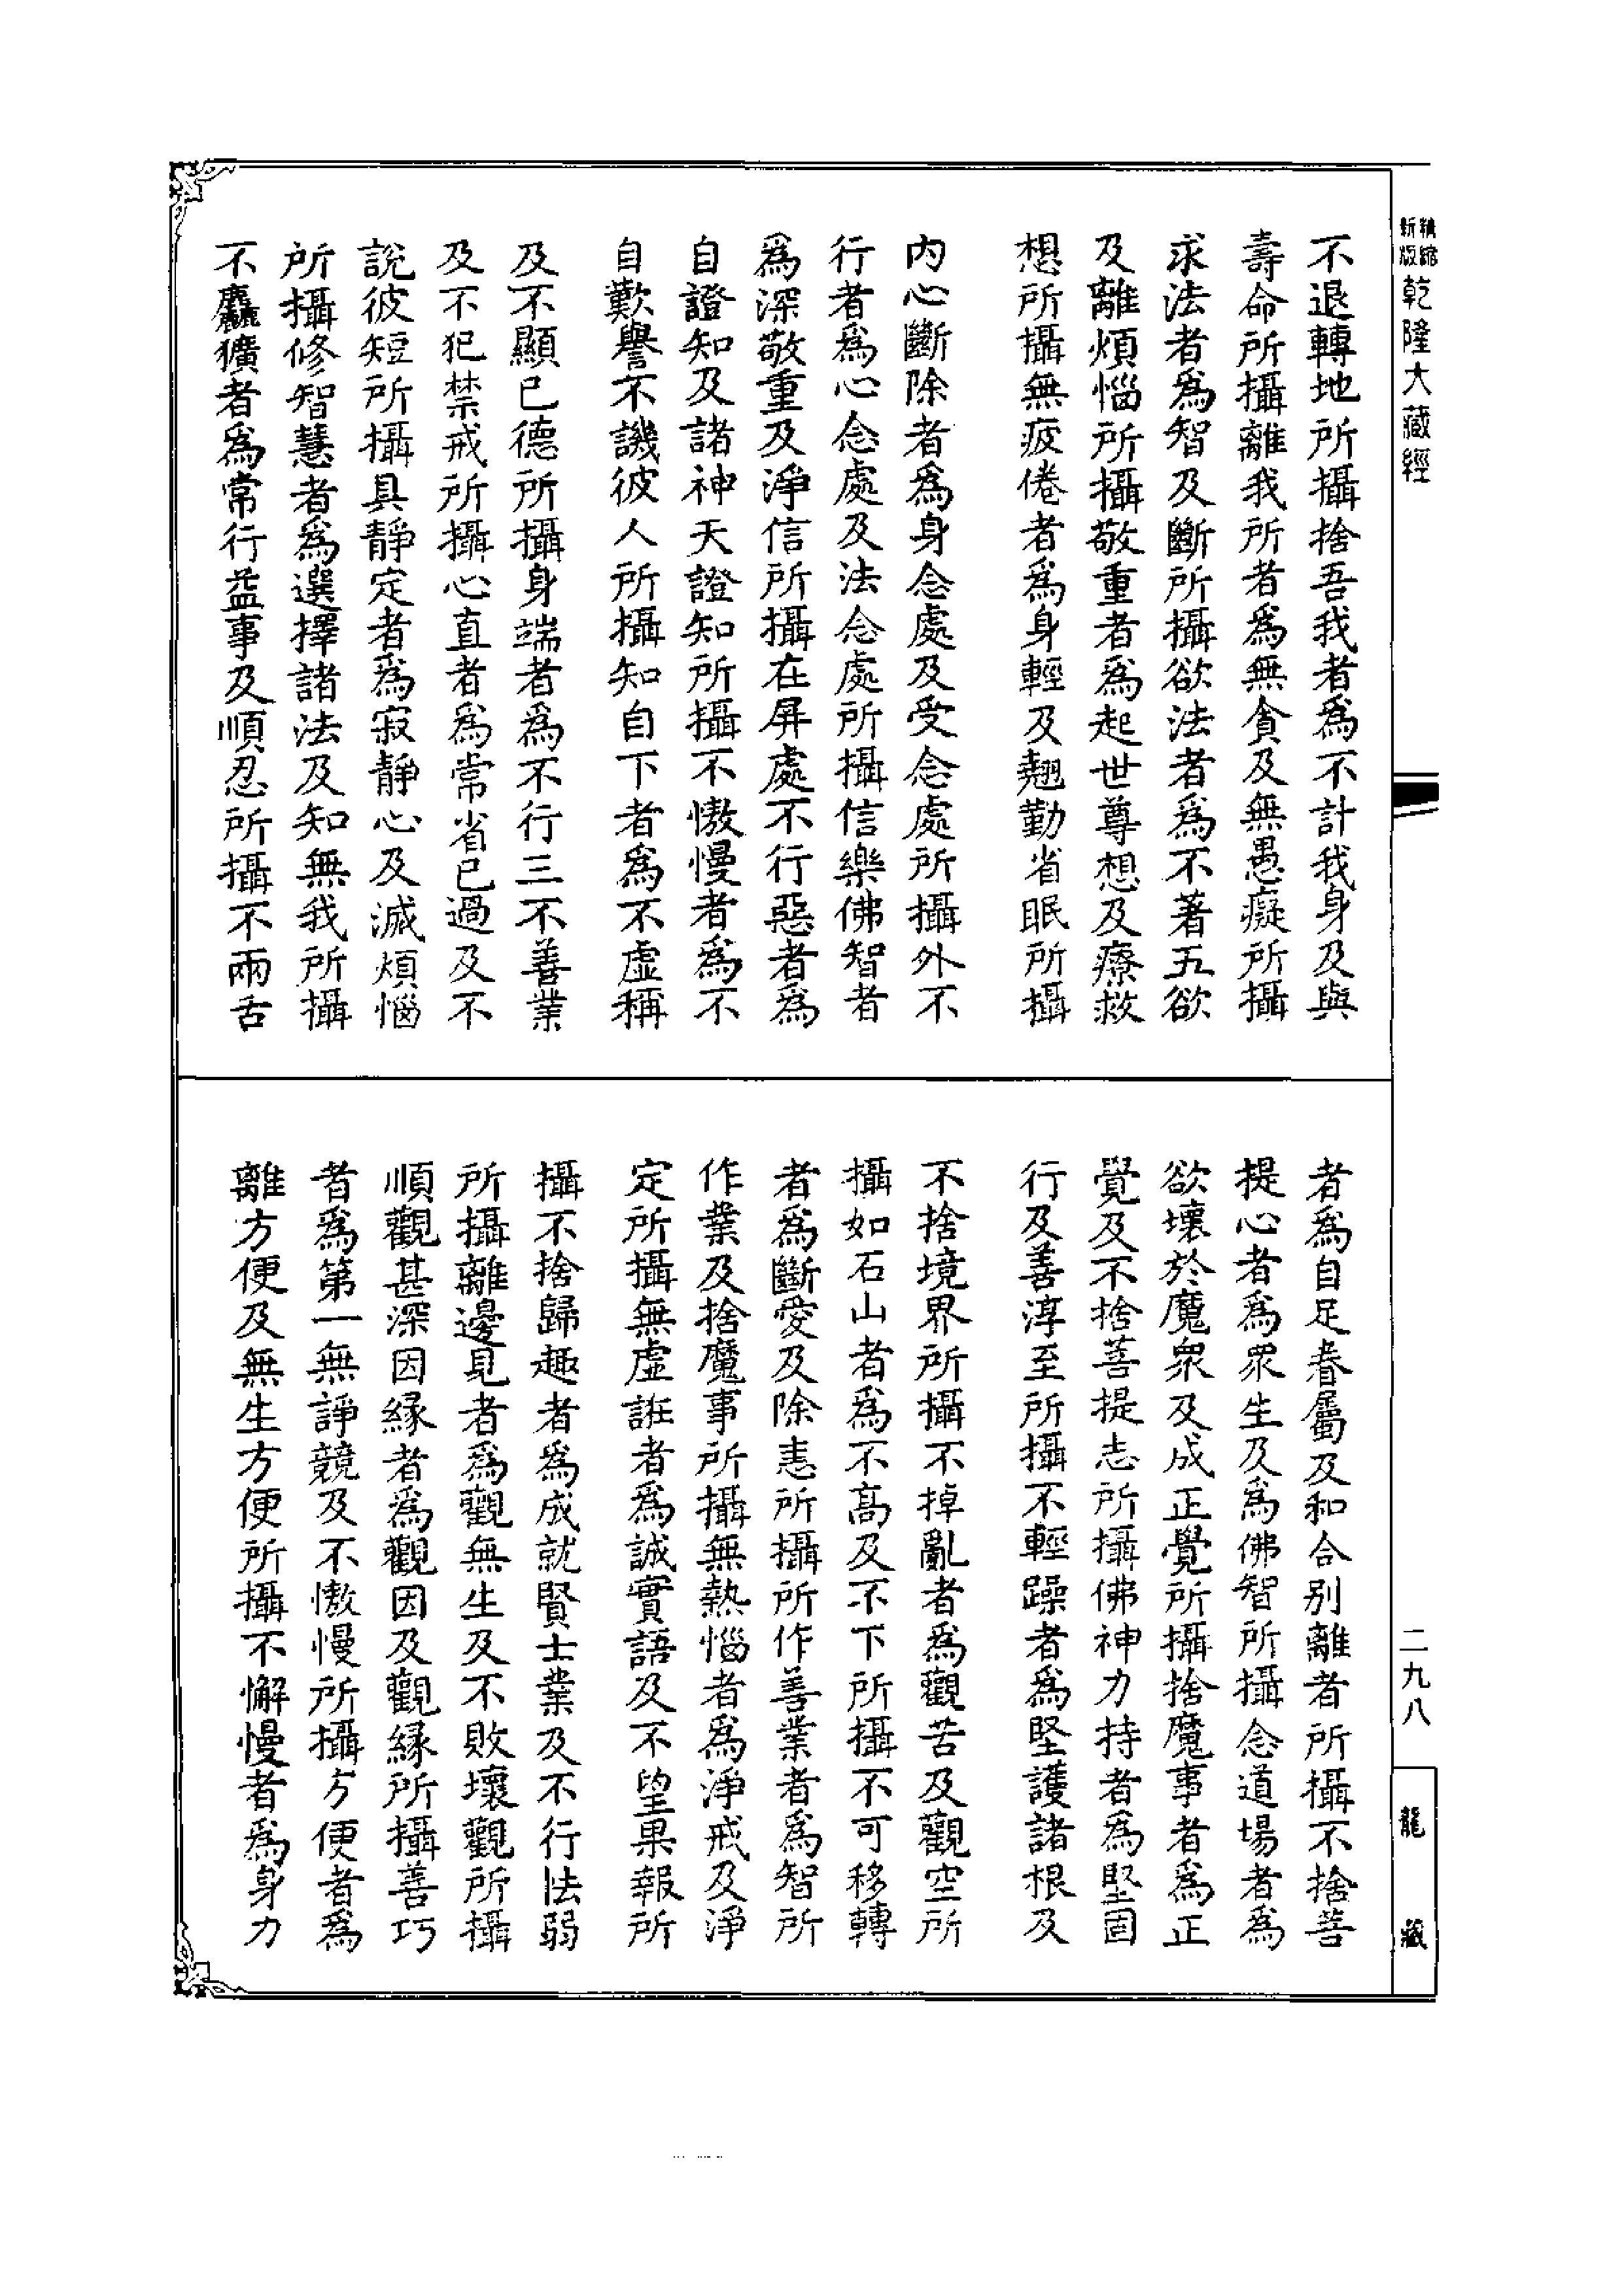 精縮新版乾隆大藏經
不退轉地所攝捨吾我者爲不計我身及與
壽命所攝離我所者爲無貪及無愚癡所攝
求法者爲智及斷所攝欲法者爲不著五欲
及離煩惱所攝敬重者爲起世尊想及療救
想所攝無疲倦者爲身輕及翹勤省眠所攝
內心斷除者爲身念處及受念處所攝外不
行者爲心念處及法念處所攝信樂佛智者
爲深敬重及淨信所攝在屏處不行惡者爲
自證知及諸神天證知所攝不慠慢者爲不
自歎譽不譏彼人所攝知自下者爲不虛稱
及不顯已德所攝身端者爲不行三不善業
及不犯禁戒所攝心直者爲常省已過及不
說彼短所攝具靜定者爲寂靜心及滅煩惱
所攝修智慧者爲選擇諸法及知無我所攝
不麤獷者爲常行益事及順忍所攝不兩舌
者爲自足眷屬及和合別離者所攝不捨菩
提心者爲眾生及爲佛智所攝念道場者爲
欲壞於魔眾及成正覺所攝捨魔事者爲正
覺及不捨菩提志所攝佛神力持者爲堅固
行及善淳至所攝不輕躁者爲堅護諸根及
不捨境界所攝不掉亂者爲觀苦及觀空所
攝如石山者爲不高及不下所攝不可移轉
者爲斷愛及除恚所攝所作善業者爲智所
作業及捨魔事所攝無熱惱者爲淨戒及淨
定所攝無虛誑者爲誠實語及不望果報所
攝不捨歸趣者爲成就賢士業及不行怯弱
所攝離邊見者爲觀無生及不敗壞觀所攝
順觀甚深因緣者爲觀因及觀緣所攝善巧
者爲第一無諍競及不慠慢所攝方便者爲
離方便及無生方便所攝不懈慢者爲身力
二九八
龍藏